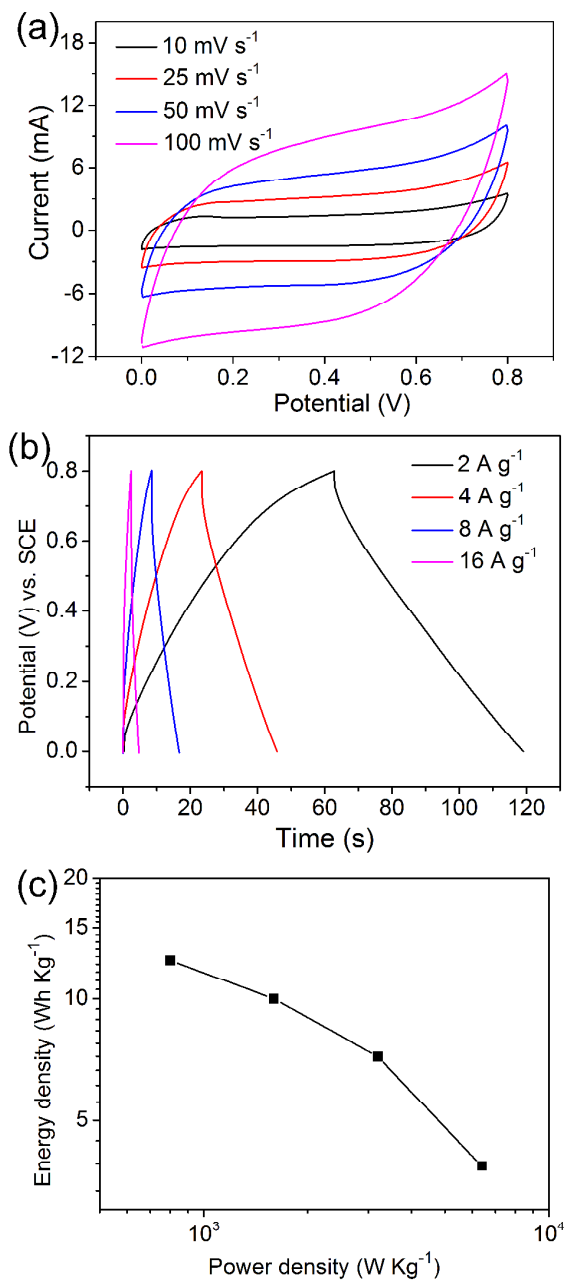 (a)
10 mV s⁻¹
25 mV s⁻¹
50 mV s⁻¹
100 mV s⁻¹
18
12
6
0
-6
-12
Current (mA)
0.0 0.2 0.4 0.6 0.8
Potential (V)
(b)
2 A g⁻¹
4 A g⁻¹
8 A g⁻¹
16 A g⁻¹
0.8
0.6
0.4
0.2
0.0
Potential (V) vs. SCE
0 20 40 60 80 100 120
Time (s)
(c)
20
15
10
5
Energy density (Wh Kg⁻¹)
10³ 10⁴
Power density (W Kg⁻¹)